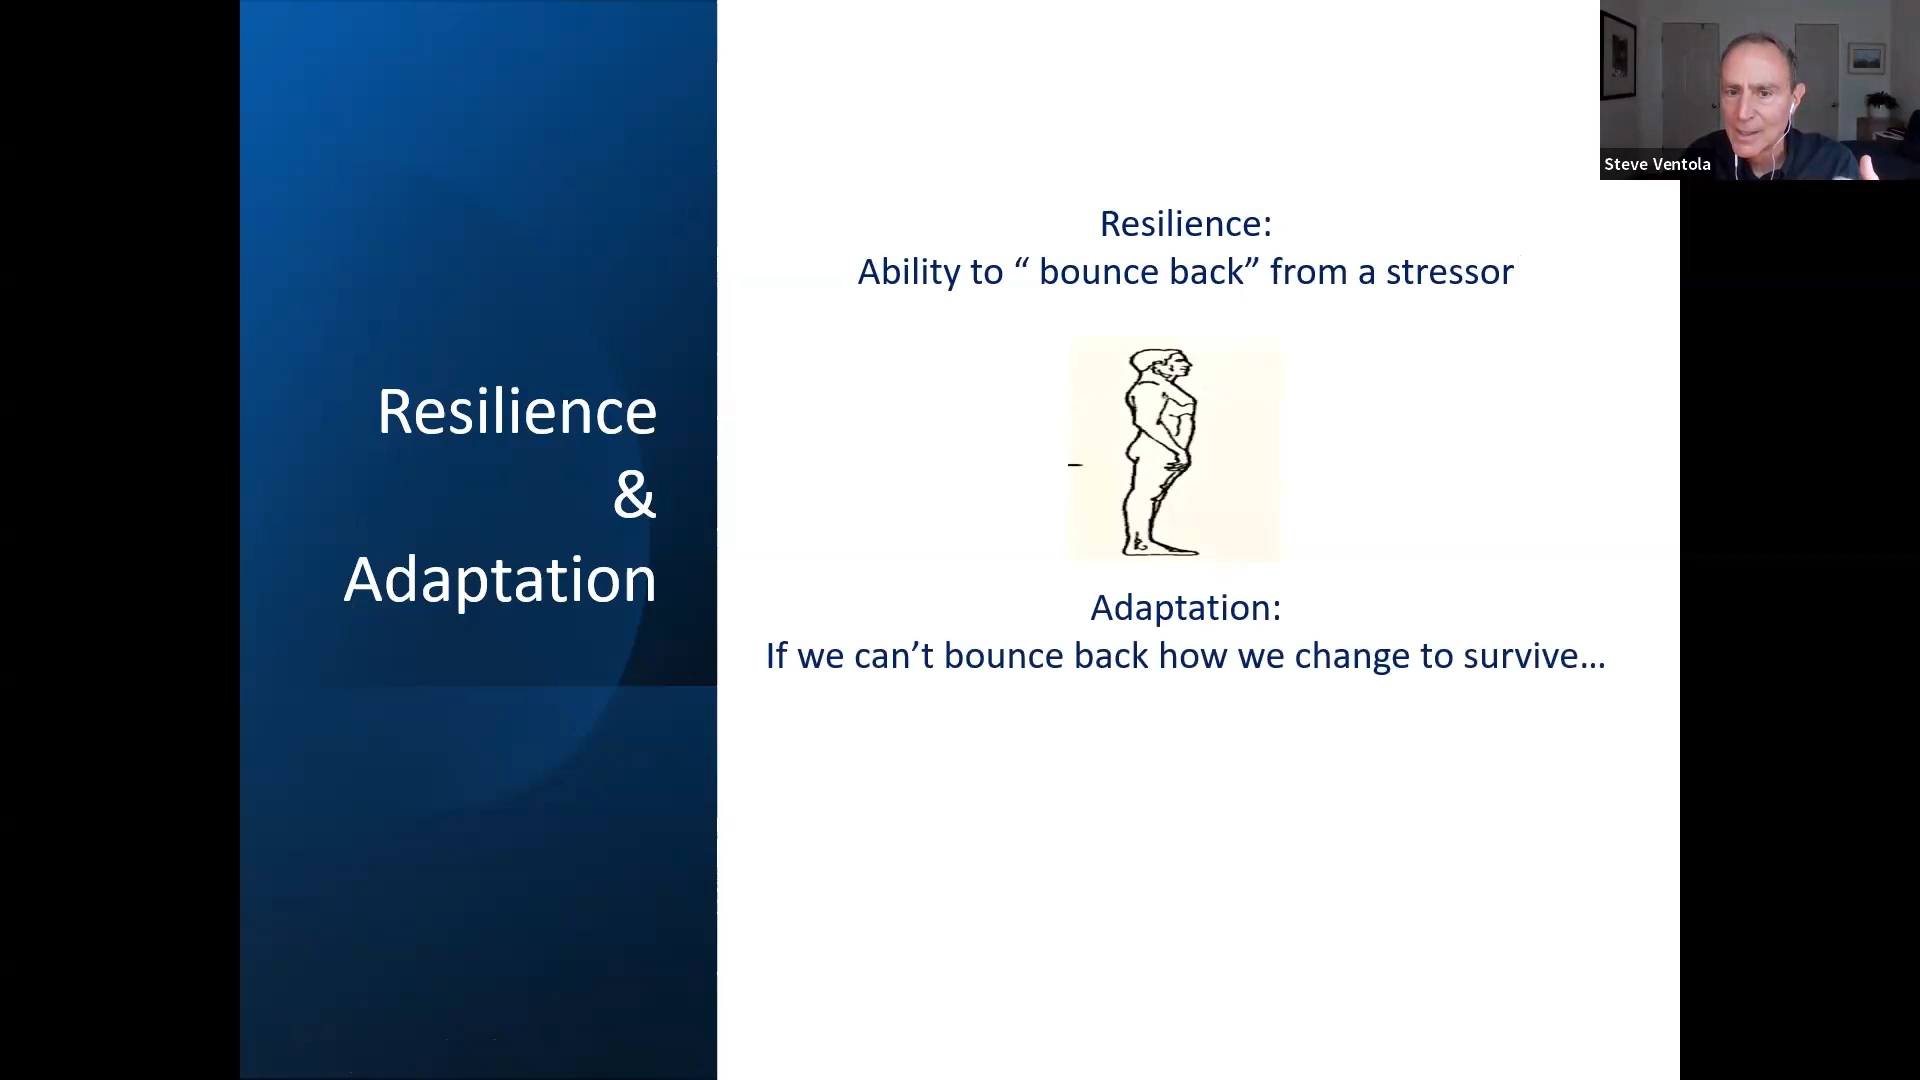 Resilience
&
Adaptation
Resilience:
Ability to “ bounce back” from a stressor
Adaptation:
If we can’t bounce back how we change to survive...
Steve Ventola